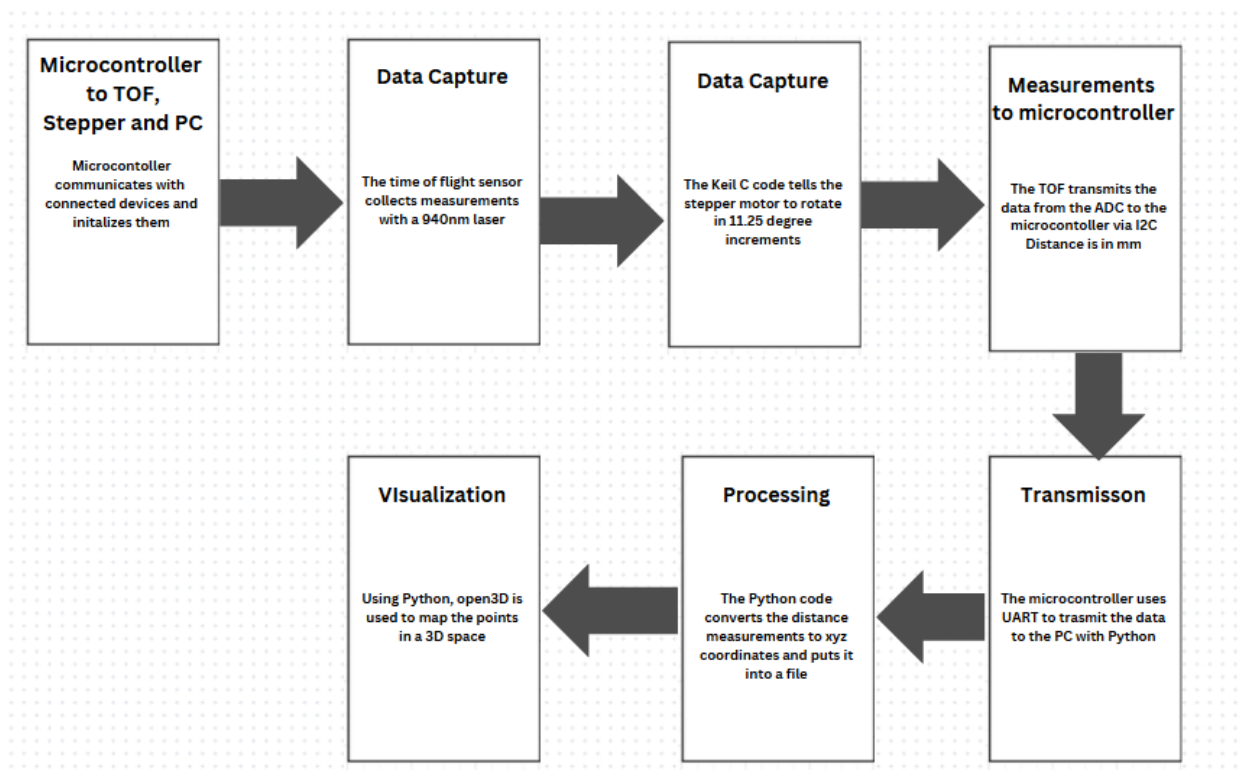 Microcontroller
to TOF,
Stepper and PC
Microcontoller
communicates with
connected devices and
initalizes them
Data Capture
The time of flight sensor
collects measurements
with a 940nm laser
Data Capture
The Keil C code tells the
stepper motor to rotate
in 11.25 degree
increments
Measurements
to microcontroller
The TOF transmits the
data from the ADC to the
microcontoller via I2C
Distance is in mm
VIsualization
Using Python, open3D is
used to map the points
in a 3D space
Processing
The Python code
converts the distance
measurements to xyz
coordinates and puts it
into a file
Transmisson
The microcontroller uses
UART to trasmit the data
to the PC with Python